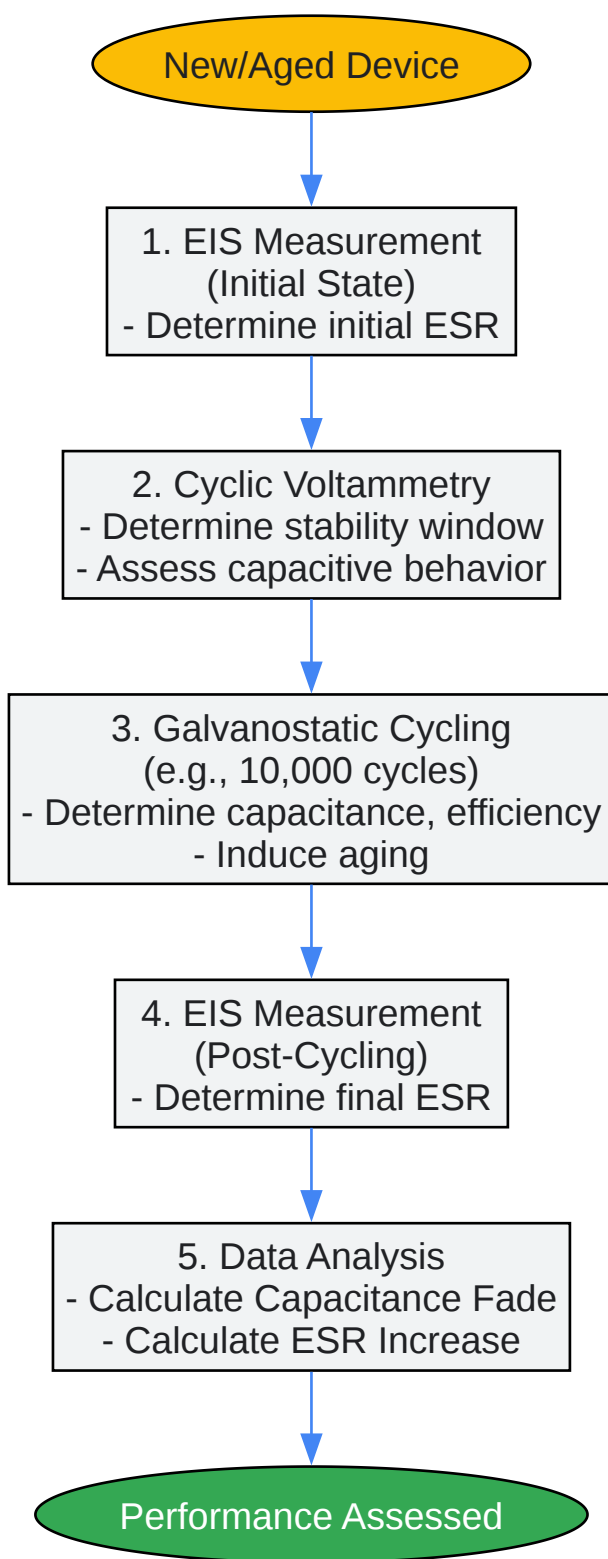 New/Aged Device
1. EIS Measurement
(Initial State)
- Determine initial ESR
2. Cyclic Voltammetry
- Determine stability window
- Assess capacitive behavior
3. Galvanostatic Cycling
(e.g., 10,000 cycles)
- Determine capacitance, efficiency
- Induce aging
4. EIS Measurement
(Post-Cycling)
- Determine final ESR
5. Data Analysis
- Calculate Capacitance Fade
- Calculate ESR Increase
Performance Assessed